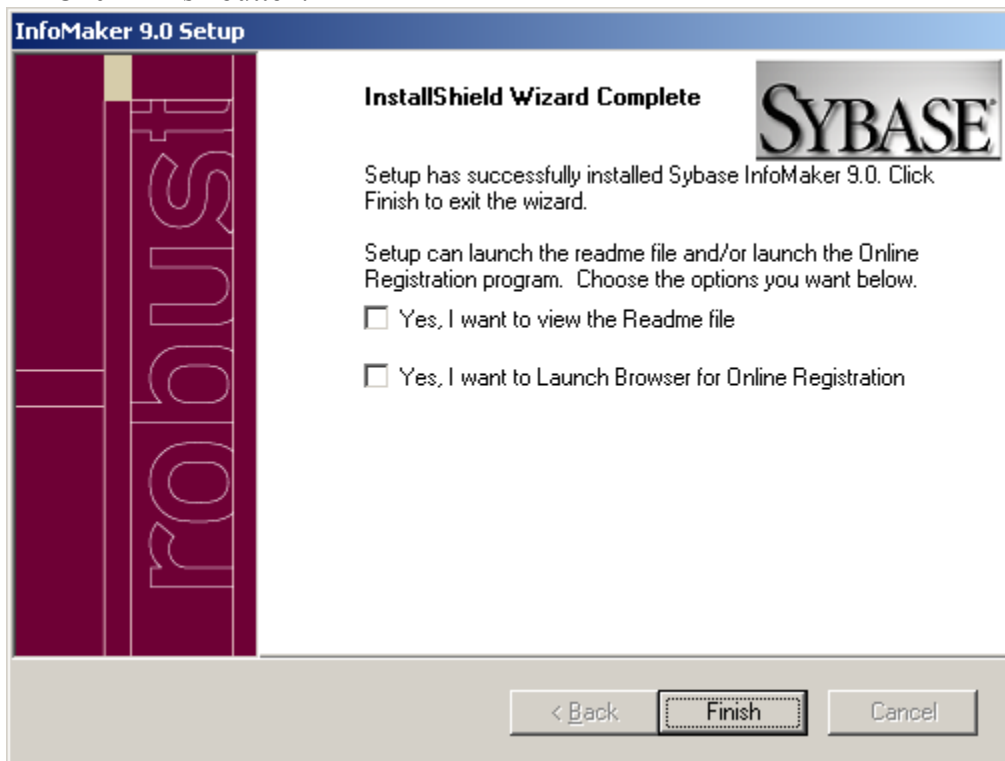 InfoMaker 9.0 Setup
robust
InstallShield Wizard Complete
SYBASE
Setup has successfully installed Sybase InfoMaker 9.0. Click
Finish to exit the wizard.
Setup can launch the readme file and/or launch the Online
Registration program. Choose the options you want below.
Yes, I want to view the Readme file
Yes, I want to Launch Browser for Online Registration
< Back
Finish
Cancel